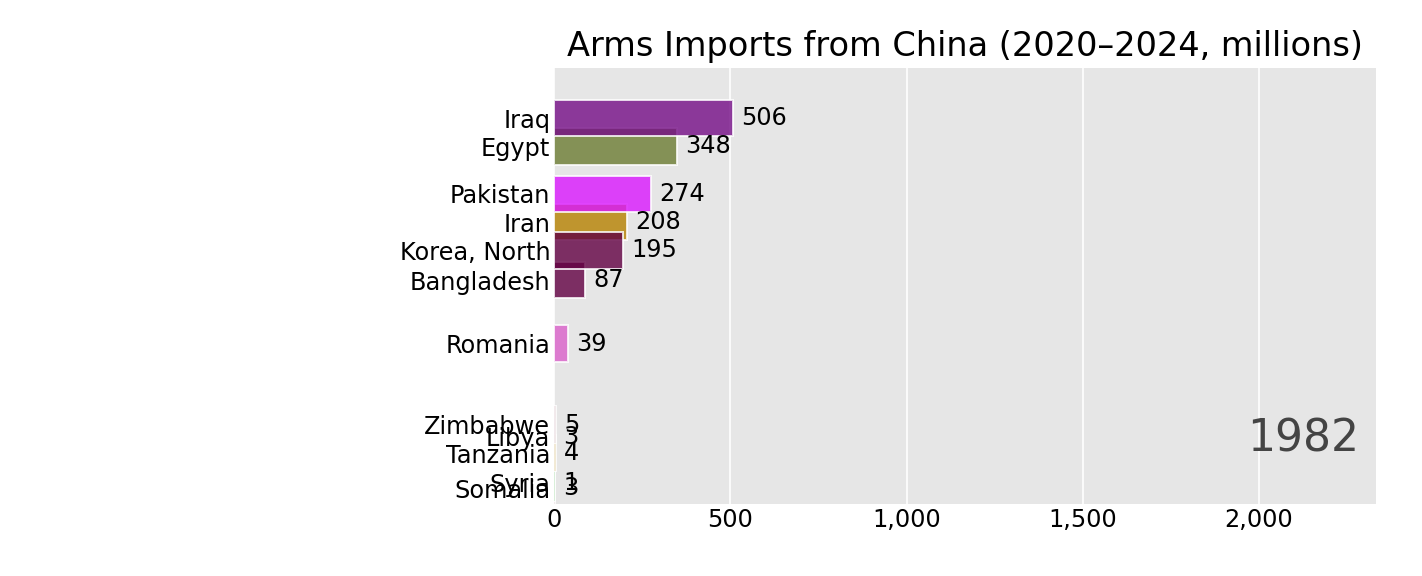 Arms Imports from China (2020–2024, millions)
Iraq 506
Egypt 348
Pakistan 274
Iran 208
Korea, North 195
Bangladesh 87
Romania 39
Zimbabwe 5
Libya 3
Tanzania 4
1982
Syria 1
Somalia 3
0 500 1,000 1,500 2,000